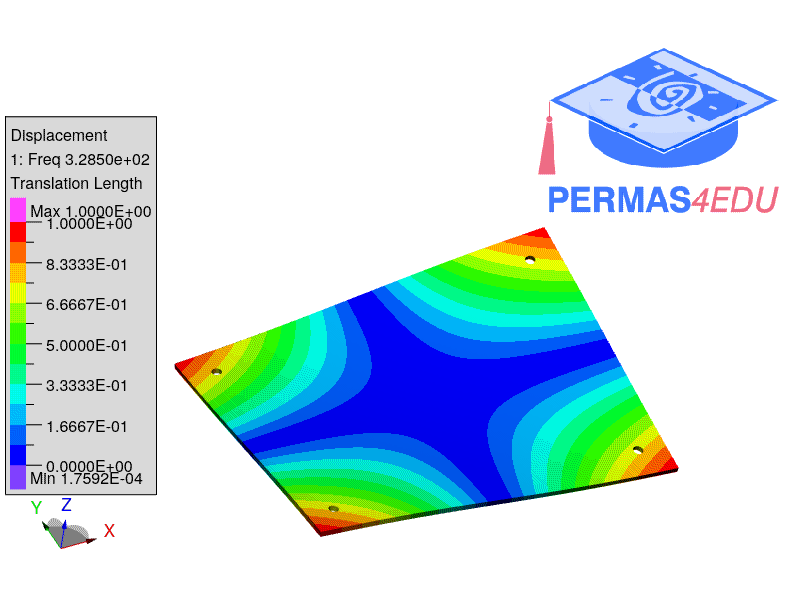 Displacement
1: Freq 3.2850e+02
Translation Length
Max 1.0000E+00
1.0000E+00
8.3333E-01
6.6667E-01
5.0000E-01
3.3333E-01
1.6667E-01
0.0000E+00
Min 1.7592E-04
Y Z X
PERMAS4EDU